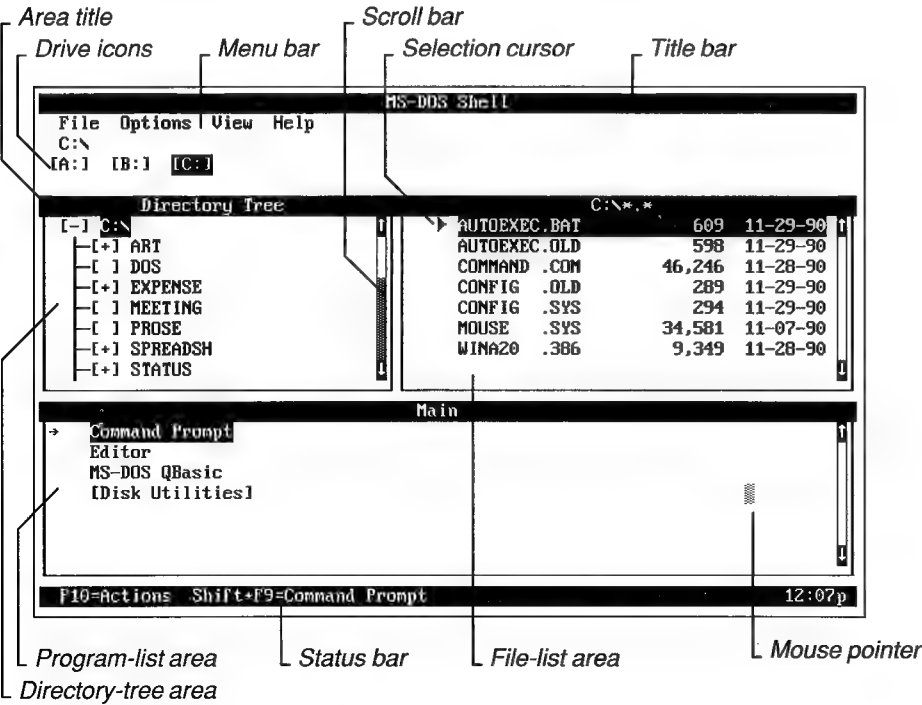 Area title
Scroll bar
Drive icons
Menu bar
Selection cursor
Title bar
MS-DOS Shell
File Options View Help
C:\
[A:] [B:] [C:]
Directory Tree
C:\*.*
[-] C:\
[+] ART
[ ] DOS
[+] EXPENSE
[ ] MEETING
[ ] PROSE
[+] SPREADSH
[+] STATUS
AUTOEXEC.BAT 609 11-29-90
AUTOEXEC.OLD 598 11-29-90
COMMAND .COM 46,246 11-28-90
CONFIG .OLD 289 11-29-90
CONFIG .SYS 294 11-29-90
MOUSE .SYS 34,581 11-07-90
WINA20 .386 9,349 11-28-90
Main
Command Prompt
Editor
MS-DOS QBasic
[Disk Utilities]
F10=Actions Shift+F9=Command Prompt 12:07p
Program-list area
Status bar
File-list area
Mouse pointer
Directory-tree area